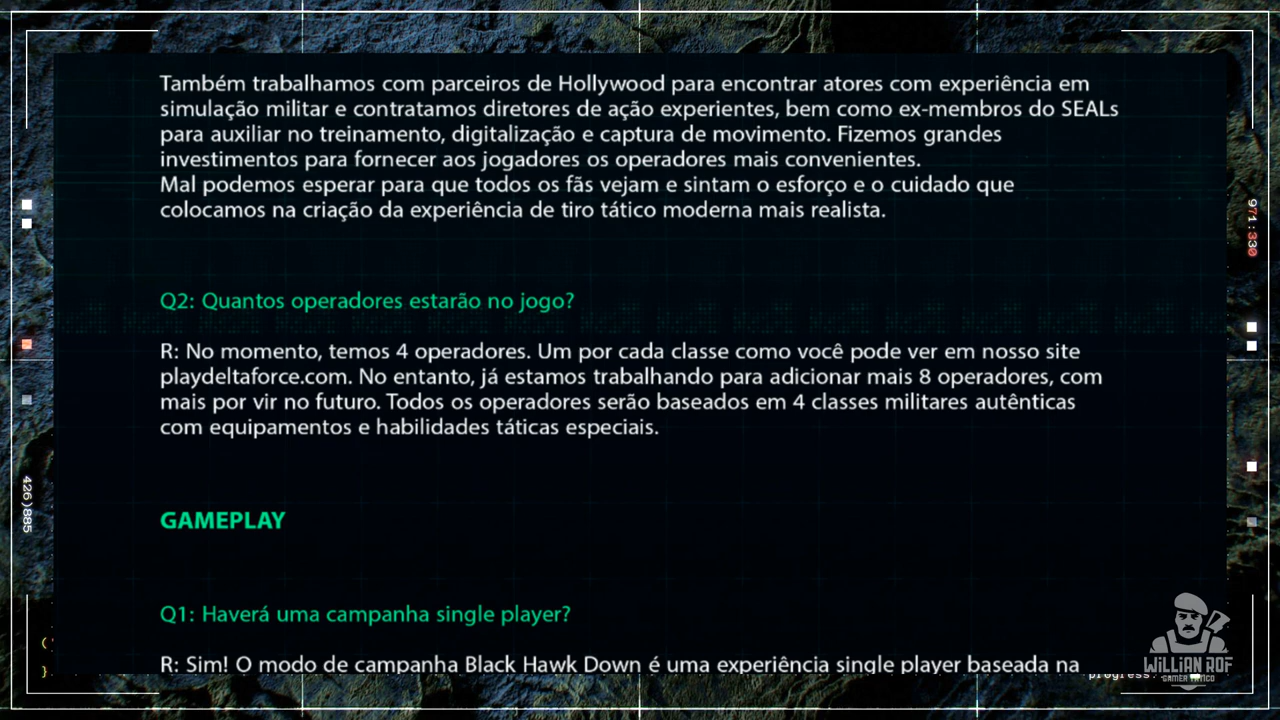 Também trabalhamos com parceiros de Hollywood para encontrar atores com experiência em
simulação militar e contratamos diretores de ação experientes, bem como ex-membros do SEALs
para auxiliar no treinamento, digitalização e captura de movimento. Fizemos grandes
investimentos para fornecer aos jogadores os operadores mais convenientes.
Mal podemos esperar para que todos os fãs vejam e sintam o esforço e o cuidado que
colocamos na criação da experiência de tiro tático moderna mais realista.
971:330
Q2: Quantos operadores estarão no jogo?
R: No momento, temos 4 operadores. Um por cada classe como você pode ver em nosso site
playdeltaforce.com. No entanto, já estamos trabalhando para adicionar mais 8 operadores, com
mais por vir no futuro. Todos os operadores serão baseados em 4 classes militares autênticas
com equipamentos e habilidades táticas especiais.
426)885
GAMEPLAY
Q1: Haverá uma campanha single player?
R: Sim! O modo de campanha Black Hawk Down é uma experiência single player baseada na
WiLLIAN ROF
GAMER TÁTICO
progress.